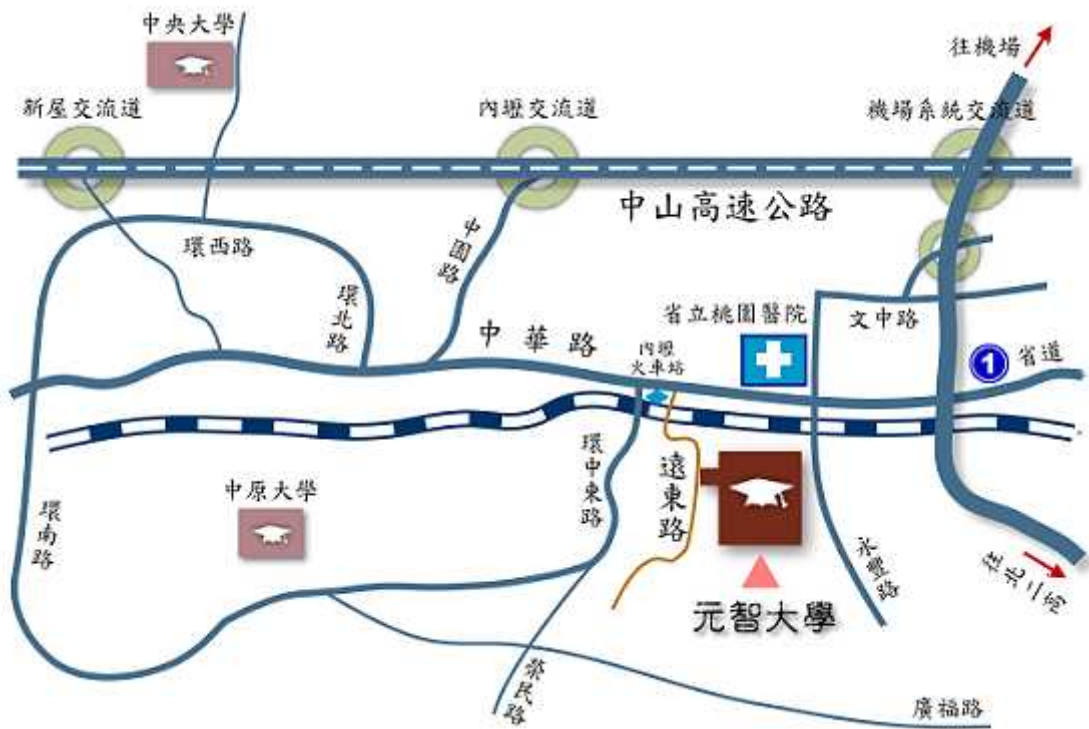 中央大學
往機場
新屋交流道
內壢交流道
機場系統交流道
中山高速公路
環西路
中園路
環北路
中華路
省立桃園醫院
文中路
內壢
火車站
1
省道
環中東路
遠東路
中原大學
環南路
永豐路
往北二高
元智大學
榮民路
廣福路